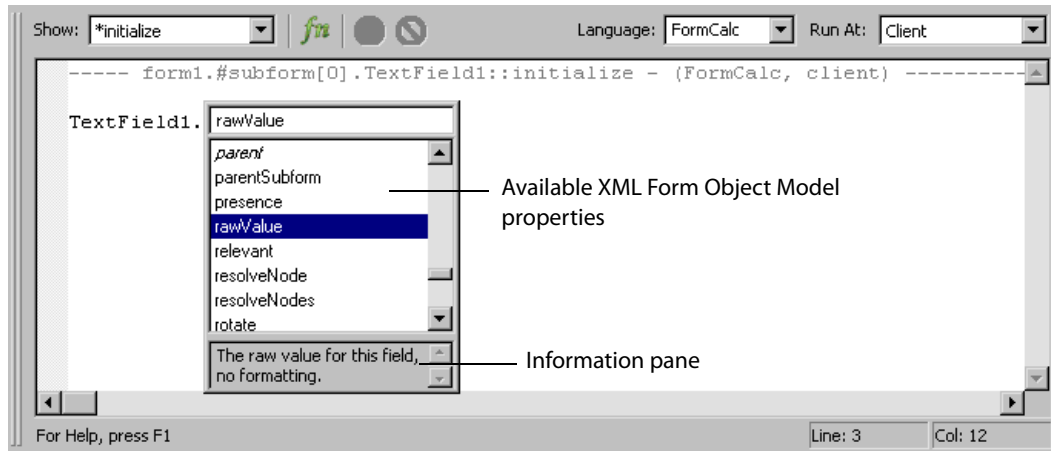 Show: *initialize fn Language: FormCalc Run At: Client
----- form1.#subform[0].TextField1::initialize - (FormCalc, client) ----------
TextField1. rawValue
parent
parentSubform
presence
rawValue
relevant
resolveNode
resolveNodes
rotate
Available XML Form Object Model
properties
The raw value for this field,
no formatting.
Information pane
For Help, press F1 Line: 3 Col: 12